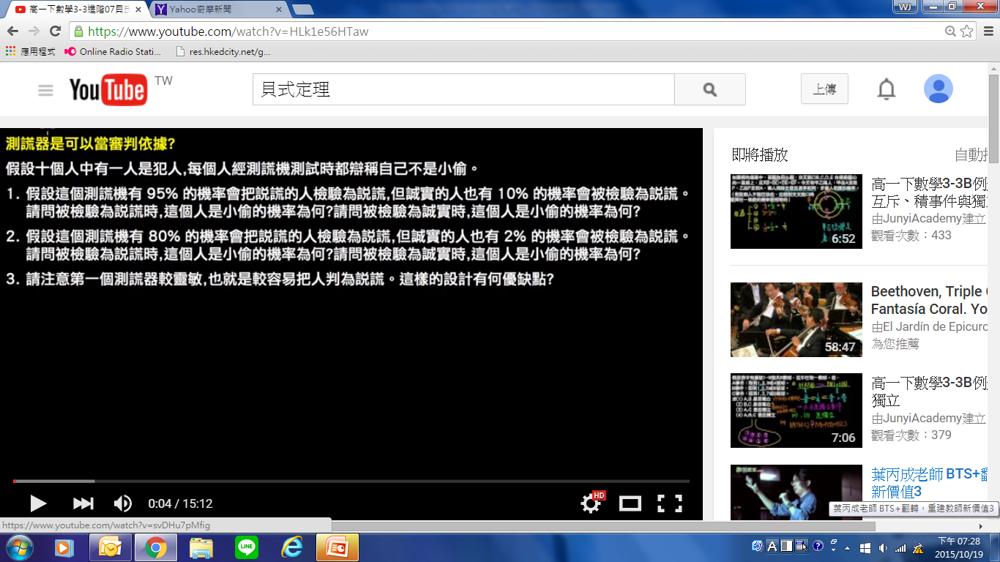 高一下數學3-3進階07貝氏
Yahoo奇摩新聞
WJ
https://www.youtube.com/watch?v=HLk1e56HTaw
應用程式
Online Radio Stati...
res.hkedcity.net/g...
YouTube TW
貝式定理
上傳
測謊器是可以當審判依據?
假設十個人中有一人是犯人,每個人經測謊機測試時都辯稱自己不是小偷。
1. 假設這個測謊機有 95% 的機率會把説謊的人檢驗為説謊,但誠實的人也有 10% 的機率會被檢驗為説謊。
請問被檢驗為説謊時,這個人是小偷的機率為何?請問被檢驗為誠實時,這個人是小偷的機率為何?
2. 假設這個測謊機有 80% 的機率會把説謊的人檢驗為説謊,但誠實的人也有 2% 的機率會被檢驗為説謊。
請問被檢驗為説謊時,這個人是小偷的機率為何?請問被檢驗為誠實時,這個人是小偷的機率為何?
3. 請注意第一個測謊器較靈敏,也就是較容易把人判為説謊。這樣的設計有何優缺點?
0:04 / 15:12
HD
即將播放
自動
6:52
高一下數學3-3B例
互斥、積事件與獨
由JunyiAcademy建立
觀看次數：433
58:47
Beethoven, Triple
Fantasía Coral. Yo
由El Jardín de Epicuro
為您推薦
7:06
高一下數學3-3B例
獨立
由JunyiAcademy建立
觀看次數：379
葉丙成老師 BTS+翻
新價值3
葉丙成老師 BTS+翻轉，重建教師新價值3
https://www.youtube.com/watch?v=svDHu7pMfig
LINE
A
下午 07:28
2015/10/19